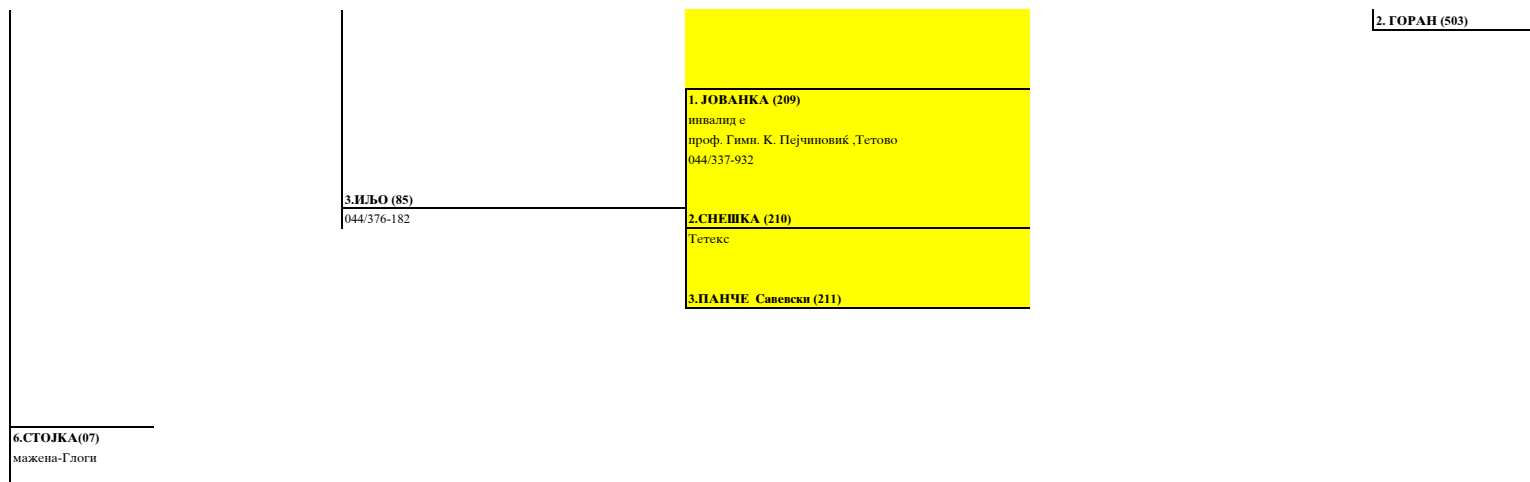 2. ГОРАН (503)
1. ЈОВАНКА (209)
инвалид е
проф. Гимн. К. Пејчиновиќ ,Тетово
044/337-932
3.ИЉО (85)
044/376-182
2.СНЕШКА (210)
Тетекс
3.ПАНЧЕ Савевски (211)
6.СТОЈКА(07)
мажена-Глоги